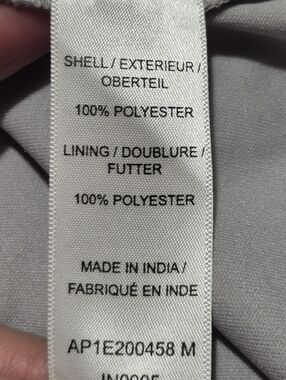 SHELL / EXTERIEUR /
OBERTEIL
100% POLYESTER
LINING / DOUBLURE /
FUTTER
100% POLYESTER
MADE IN INDIA /
FABRIQUÉ EN INDE
AP1E200458 M